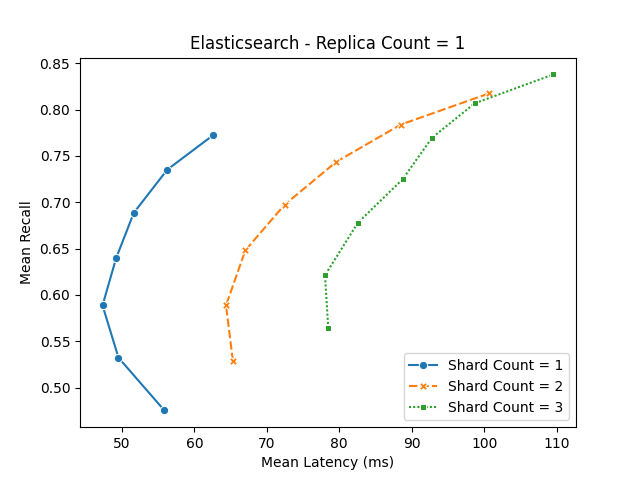 Elasticsearch - Replica Count = 1
Mean Recall
0.85
0.80
0.75
0.70
0.65
0.60
0.55
0.50
50 60 70 80 90 100 110
Mean Latency (ms)
Shard Count = 1
Shard Count = 2
Shard Count = 3